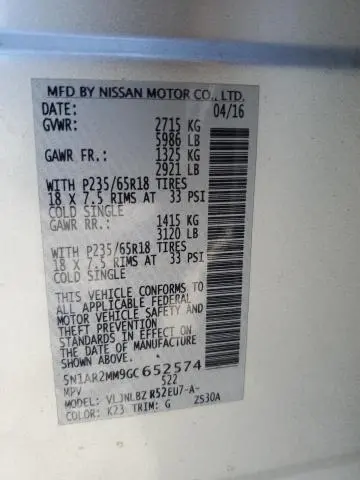 MFD BY NISSAN MOTOR CO., LTD.
DATE: 04/16
GVWR: 2715 KG
5986 LB
GAWR FR.: 1325 KG
2921 LB
WITH P235/65R18 TIRES
18 X 7.5 RIMS AT 33 PSI
COLD SINGLE
GAWR RR.: 1415 KG
3120 LB
WITH P235/65R18 TIRES
18 X 7.5 RIMS AT 33 PSI
COLD SINGLE
THIS VEHICLE CONFORMS TO
ALL APPLICABLE FEDERAL
MOTOR VEHICLE SAFETY AND
THEFT PREVENTION
STANDARDS IN EFFECT ON
THE DATE OF MANUFACTURE
SHOWN ABOVE.
5N1AR2MM9GC652574
MPV 522
MODEL: VLJNLBZ R52EU7-A-
COLOR: K23 TRIM: G ZS30A